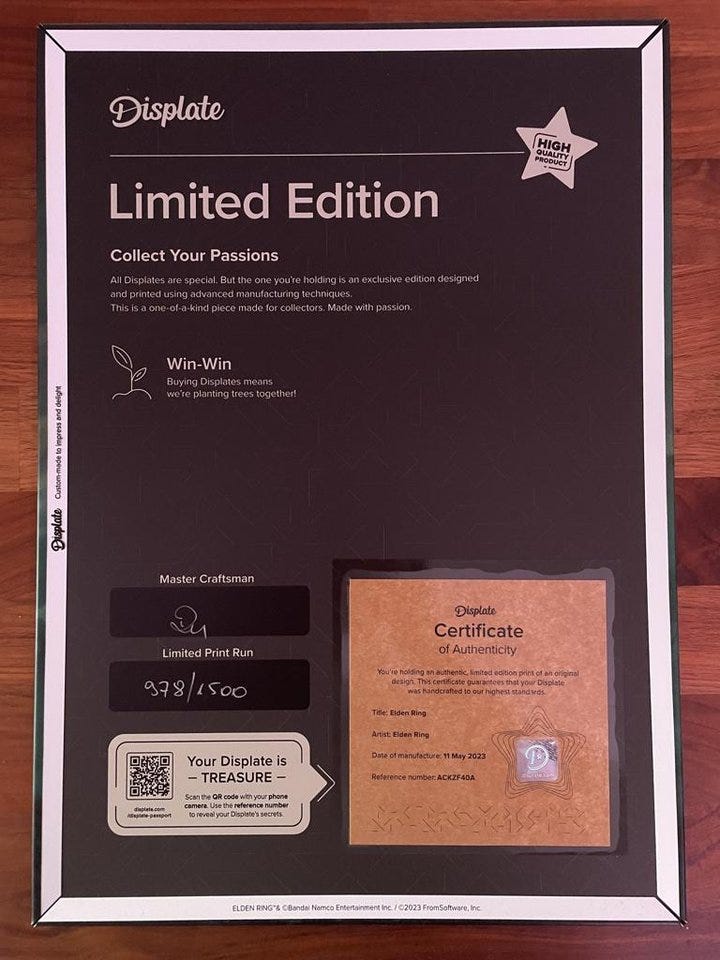 Displate
HIGH
QUALITY
PRODUCT
Limited Edition
Collect Your Passions
All Displates are special. But the one you're holding is an exclusive edition designed
and printed using advanced manufacturing techniques.
This is a one-of-a-kind piece made for collectors. Made with passion.
Win-Win
Buying Displates means
we're planting trees together!
Displate Custom-made to impress and delight
Master Craftsman
Limited Print Run
978/1500
Your Displate is
– TREASURE –
Scan the QR code with your phone
camera. Use the reference number
to reveal your Displate's secrets.
displate.com
/displate-passport
Displate
Certificate
of Authenticity
You're holding an authentic, limited edition print of an original
design. This certificate guarantees that your Displate
was handcrafted to our highest standards.
Title: Elden Ring
Artist: Elden Ring
Date of manufacture: 11 May 2023
Reference number: ACKZF40A
D
displate.com
ELDEN RING™& ©Bandai Namco Entertainment Inc. / ©2023 FromSoftware, Inc.